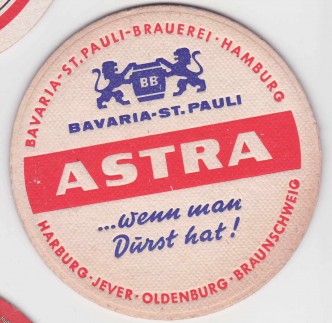 BAVARIA-ST. PAULI-BRAUEREI · HAMBURG
BB
BAVARIA-ST. PAULI
ASTRA
...wenn man
Durst hat!
HARBURG · JEVER · OLDENBURG · BRAUNSCHWEIG